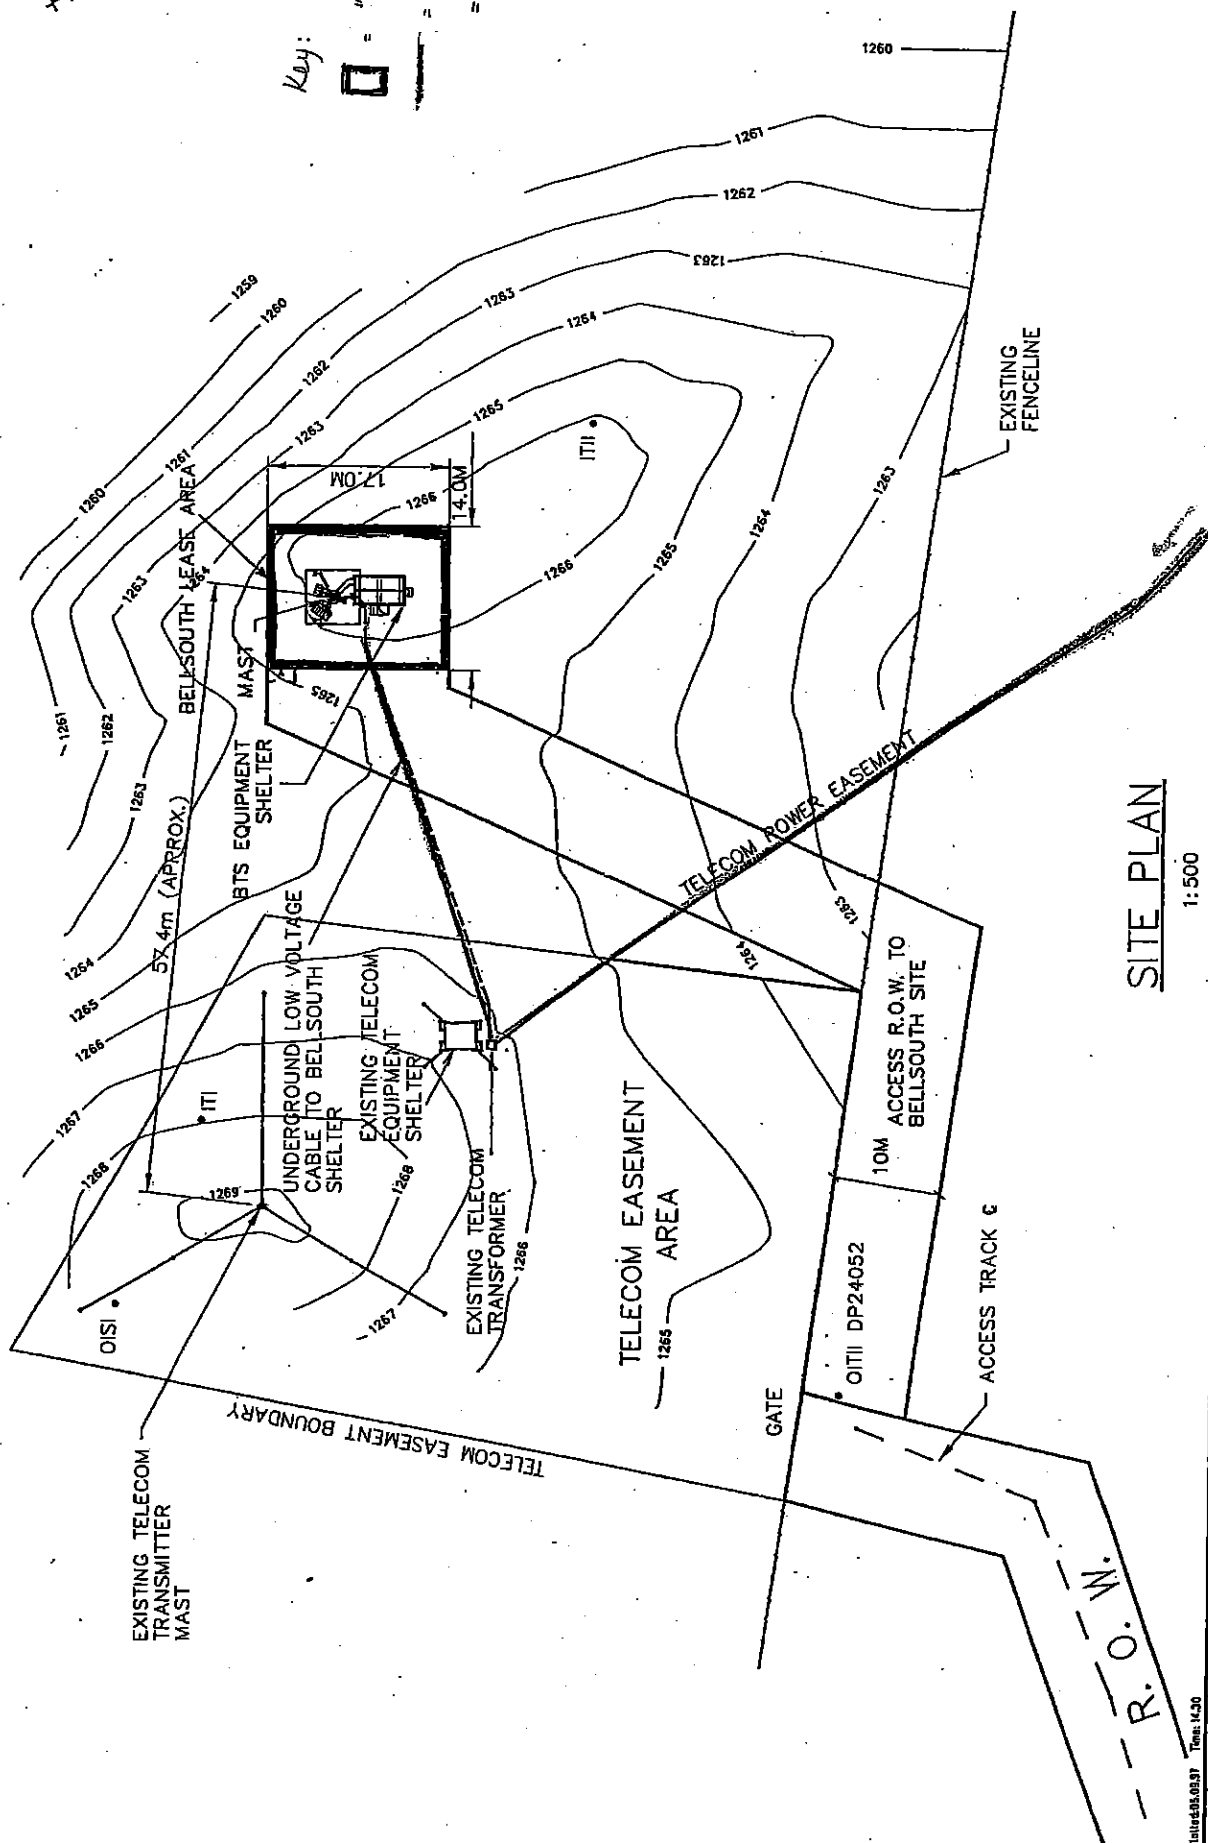 Key:
1260
1261
1262
1263
1259
1260
1262
1263
1264
1265
1260
1261
1263
1264
BELLSOUTH LEASE AREA
17.0M
14.0M
1266
ITII
EXISTING
FENCELINE
1261
1262
1263
MAST
1265
1266
1265
1264
1263
BTS EQUIPMENT
SHELTER
57.4m (APRROX.)
1264
1265
1266
1267
1268
ITI
1269
UNDERGROUND LOW VOLTAGE
CABLE TO BELLSOUTH
SHELTER
EXISTING TELECOM
EQUIPMENT
SHELTER
1268
TELECOM POWER EASEMENT
1263
1264
EXISTING TELECOM
TRANSFORMER
1266
1267
OISI
TELECOM EASEMENT
AREA
1265
10M
ACCESS R.O.W. TO
BELLSOUTH SITE
SITE PLAN
1:500
TELECOM EASEMENT BOUNDARY
EXISTING TELECOM
TRANSMITTER
MAST
GATE
OITII DP24052
ACCESS TRACK ℄
R. O. W.
Time: 14.30